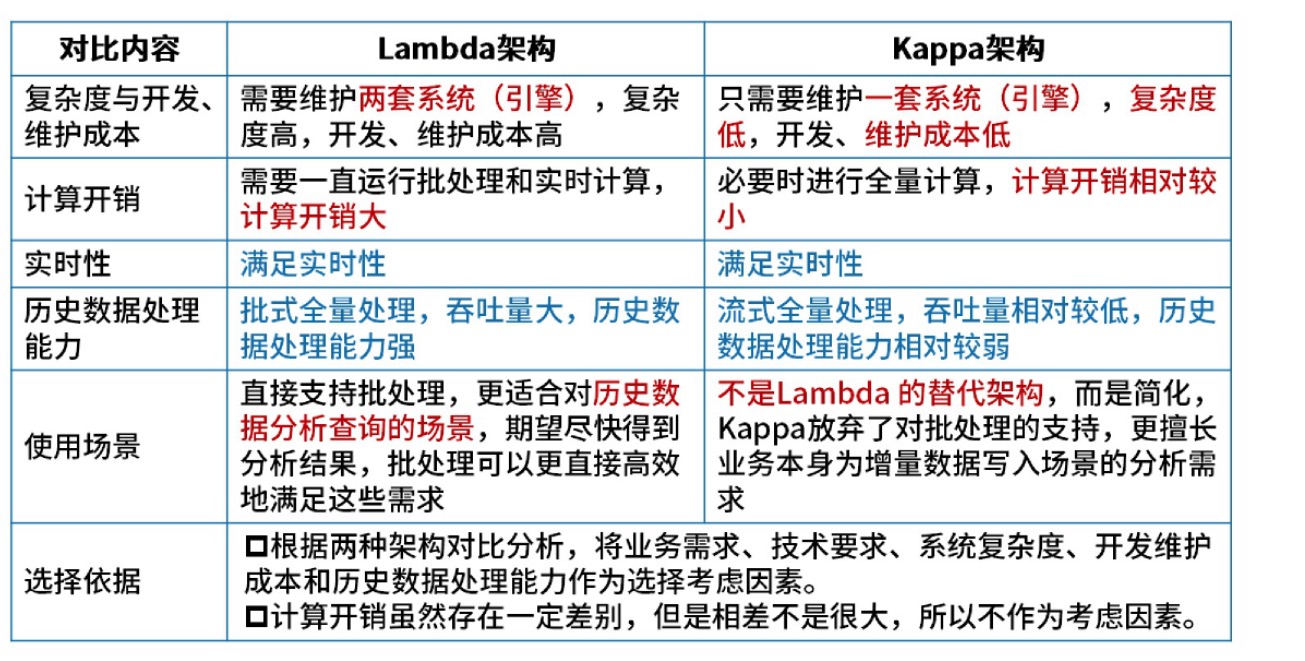 对比内容
Lambda架构
Kappa架构
复杂度与开发、
维护成本
需要维护两套系统（引擎），复杂
度高，开发、维护成本高
只需要维护一套系统（引擎），复杂度
低，开发、维护成本低
计算开销
需要一直运行批处理和实时计算，
计算开销大
必要时进行全量计算，计算开销相对较
小
实时性
满足实时性
满足实时性
历史数据处理
能力
批式全量处理，吞吐量大，历史数
据处理能力强
流式全量处理，吞吐量相对较低，历史
数据处理能力相对较弱
使用场景
直接支持批处理，更适合对历史数
据分析查询的场景，期望尽快得到
分析结果，批处理可以更直接高效
地满足这些需求
不是Lambda 的替代架构，而是简化，
Kappa放弃了对批处理的支持，更擅长
业务本身为增量数据写入场景的分析需
求
选择依据
根据两种架构对比分析，将业务需求、技术要求、系统复杂度、开发维护
成本和历史数据处理能力作为选择考虑因素。
计算开销虽然存在一定差别，但是相差不是很大，所以不作为考虑因素。